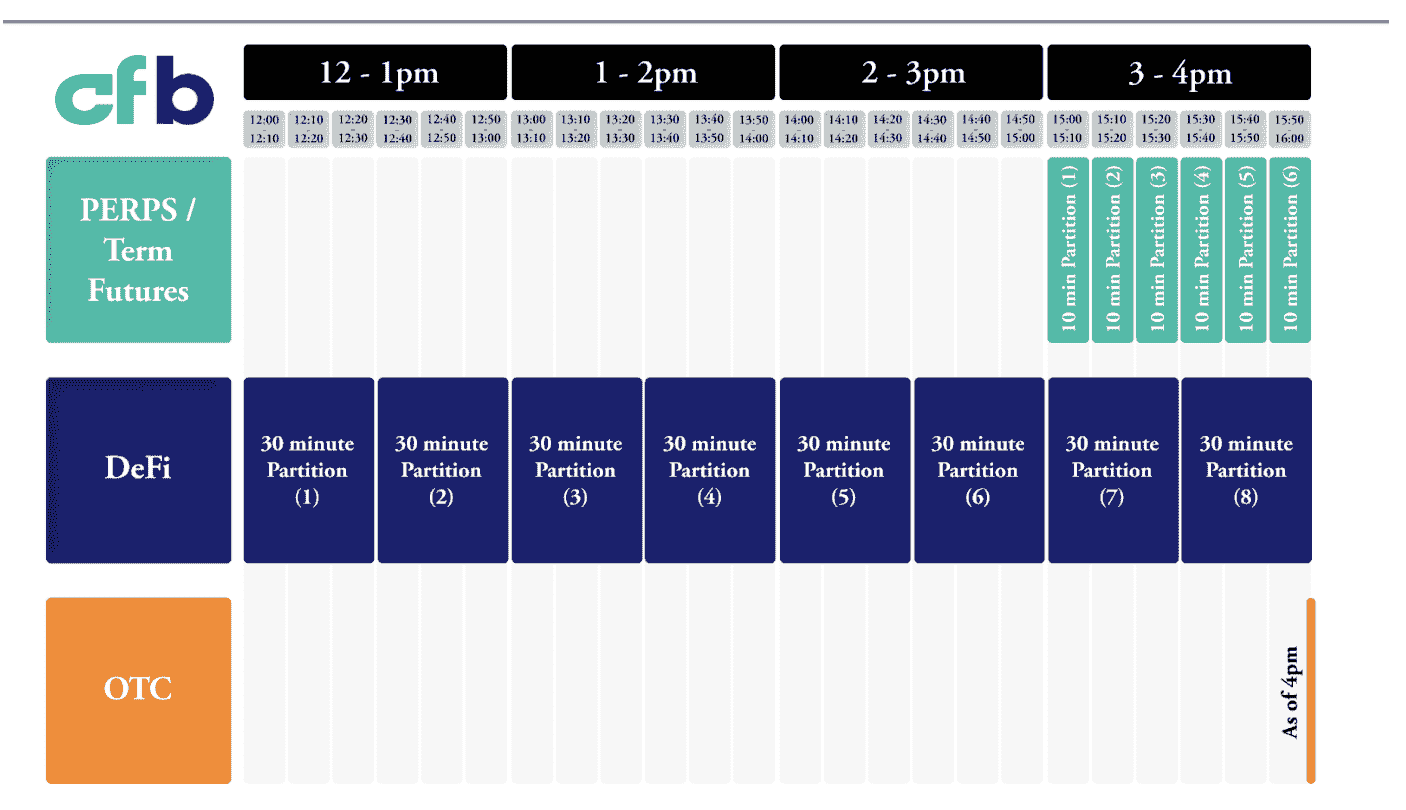 cfb
12 - 1pm
1 - 2pm
2 - 3pm
3 - 4pm
12:00 - 12:10
12:10 - 12:20
12:20 - 12:30
12:30 - 12:40
12:40 - 12:50
12:50 - 13:00
13:00 - 13:10
13:10 - 13:20
13:20 - 13:30
13:30 - 13:40
13:40 - 13:50
13:50 - 14:00
14:00 - 14:10
14:10 - 14:20
14:20 - 14:30
14:30 - 14:40
14:40 - 14:50
14:50 - 15:00
15:00 - 15:10
15:10 - 15:20
15:20 - 15:30
15:30 - 15:40
15:40 - 15:50
15:50 - 16:00
PERPS /
Term
Futures
10 min Partition (1)
10 min Partition (2)
10 min Partition (3)
10 min Partition (4)
10 min Partition (5)
10 min Partition (6)
DeFi
30 minute
Partition
(1)
30 minute
Partition
(2)
30 minute
Partition
(3)
30 minute
Partition
(4)
30 minute
Partition
(5)
30 minute
Partition
(6)
30 minute
Partition
(7)
30 minute
Partition
(8)
OTC
As of 4pm